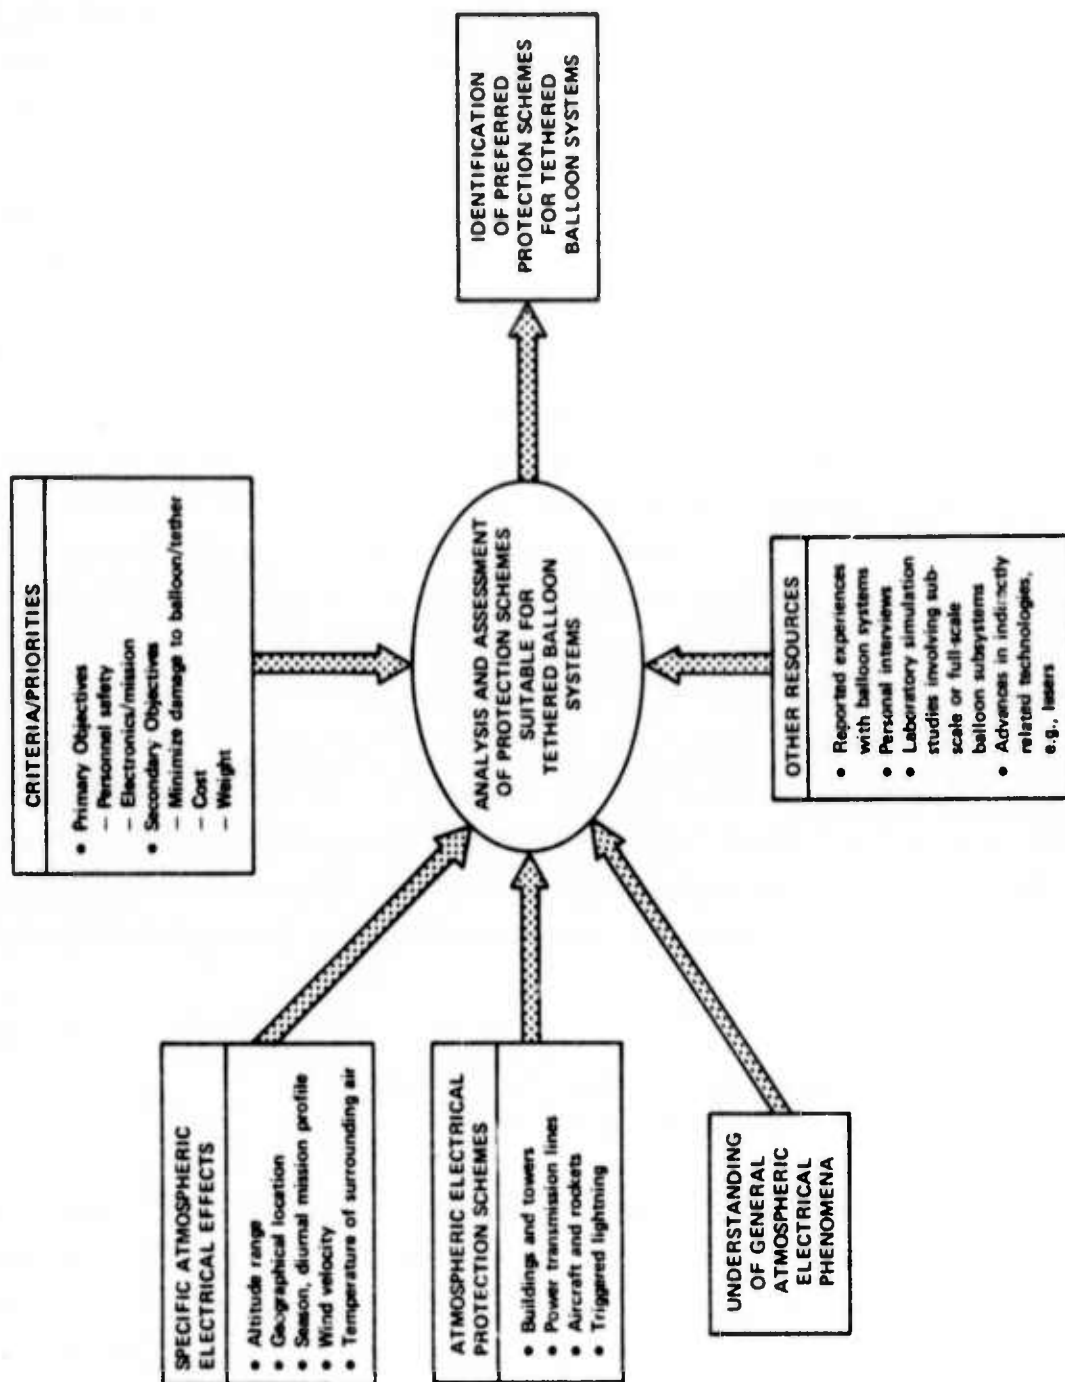 CRITERIA/PRIORITIES
• Primary Objectives
– Personnel safety
– Electronics/mission
• Secondary Objectives
– Minimize damage to balloon/tether
– Cost
– Weight
SPECIFIC ATMOSPHERIC
ELECTRICAL EFFECTS
• Altitude range
• Geographical location
• Season, diurnal mission profile
• Wind velocity
• Temperature of surrounding air
ATMOSPHERIC ELECTRICAL
PROTECTION SCHEMES
• Buildings and towers
• Power transmission lines
• Aircraft and rockets
• Triggered lightning
UNDERSTANDING
OF GENERAL
ATMOSPHERIC
ELECTRICAL
PHENOMENA
ANALYSIS AND ASSESSMENT
OF PROTECTION SCHEMES
SUITABLE FOR
TETHERED BALLOON
SYSTEMS
OTHER RESOURCES
• Reported experiences
with balloon systems
• Personal interviews
• Laboratory simulation
studies involving sub-
scale or full-scale
balloon subsystems
• Advances in indirectly
related technologies,
e.g., lasers
IDENTIFICATION
OF PREFERRED
PROTECTION SCHEMES
FOR TETHERED
BALLOON SYSTEMS